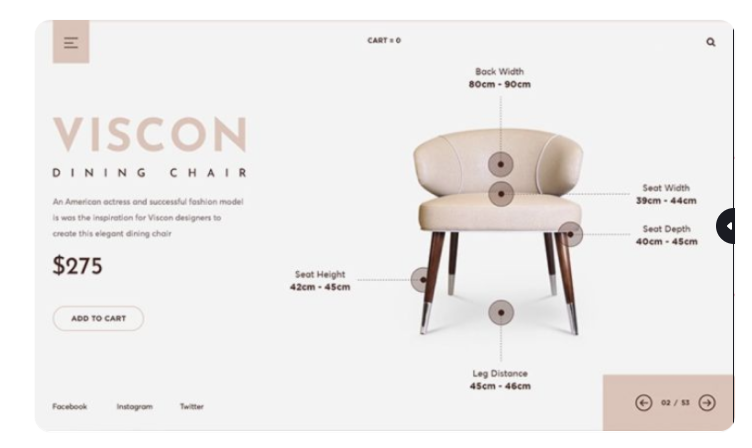 CART = 0
VISCON
DINING CHAIR
An American actress and successful fashion model
is was the inspiration for Viscon designers to
create this elegant dining chair
$275
ADD TO CART
Back Width
80cm - 90cm
Seat Width
39cm - 44cm
Seat Depth
40cm - 45cm
Seat Height
42cm - 45cm
Leg Distance
45cm - 46cm
Facebook
Instagram
Twitter
02 / 53